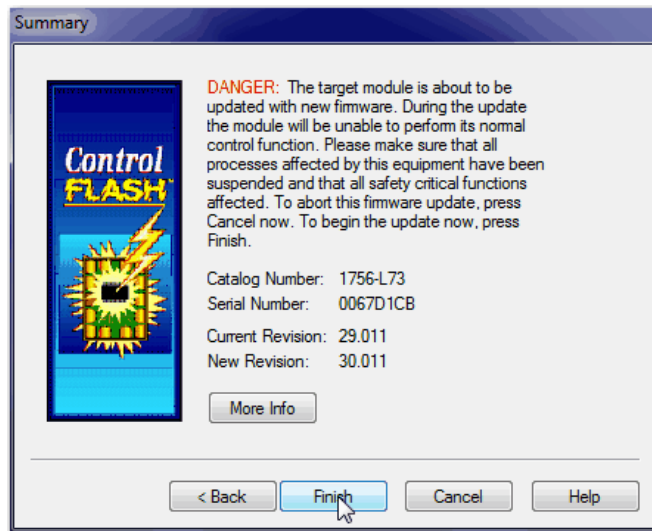 Summary
DANGER: The target module is about to be
updated with new firmware. During the update
the module will be unable to perform its normal
control function. Please make sure that all
processes affected by this equipment have been
suspended and that all safety critical functions
affected. To abort this firmware update, press
Cancel now. To begin the update now, press
Finish.
Control
FLASH
Catalog Number: 1756-L73
Serial Number: 0067D1CB
Current Revision: 29.011
New Revision: 30.011
More Info
< Back Finish Cancel Help